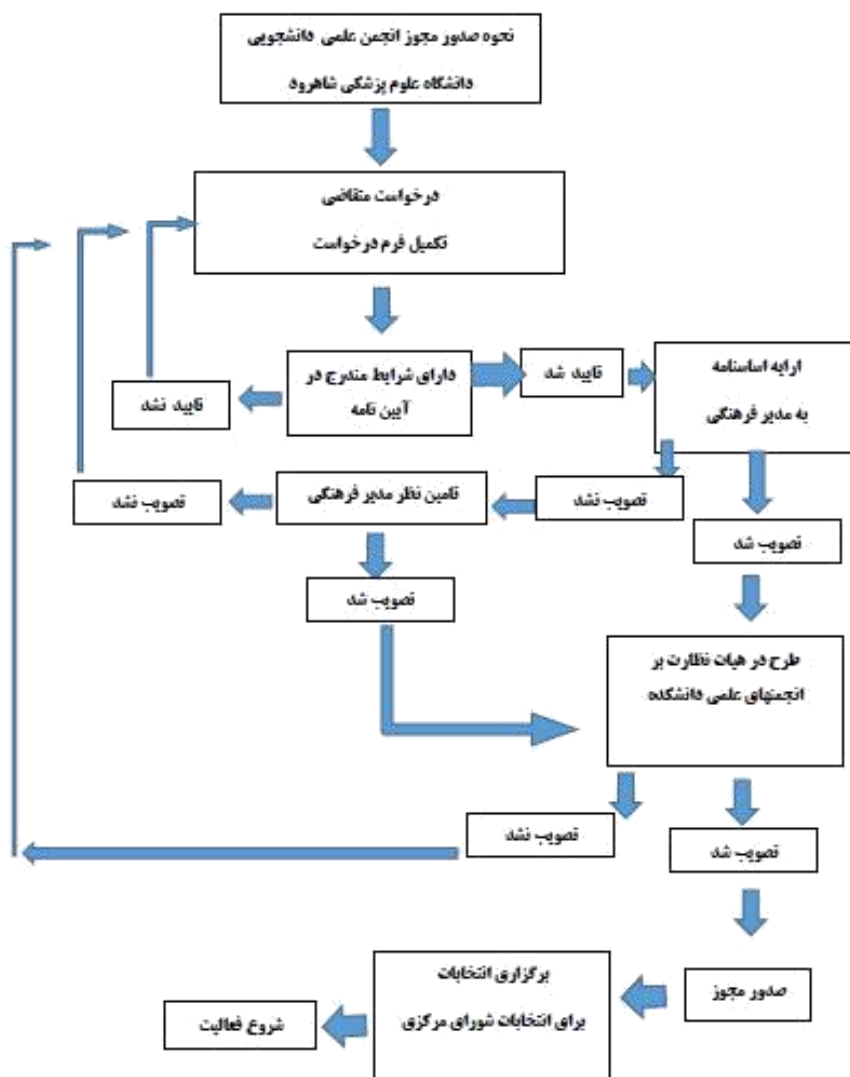 نحوه صدور مجوز انجمن علمی دانشجویی
دانشگاه علوم پزشکی شاهرود
درخواست متقاضی
تکمیل فرم درخواست
دارای شرایط مندرج در
آیین نامه
تایید شد
ارایه اساسنامه
به مدیر فرهنگی
تایید نشد
تصویب نشد
تامین نظر مدیر فرهنگی
تصویب نشد
تصویب شد
تصویب شد
طرح در هیات نظارت بر
انجمنهای علمی دانشکده
تصویب نشد
تصویب شد
صدور مجوز
برگزاری انتخابات
برای انتخابات شورای مرکزی
شروع فعالیت